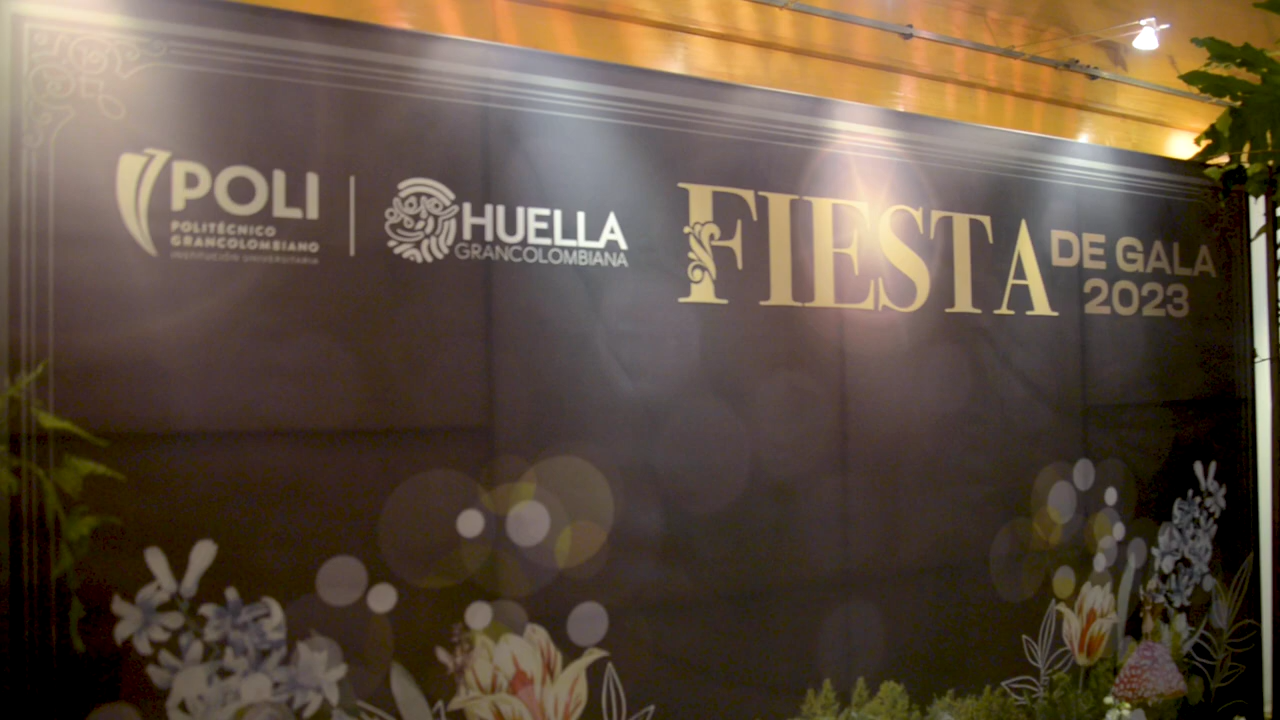 POLI
POLITÉCNICO
GRANCOLOMBIANO
INSTITUCIÓN UNIVERSITARIA
HUELLA
GRANCOLOMBIANA
FIESTA
DE GALA
2023